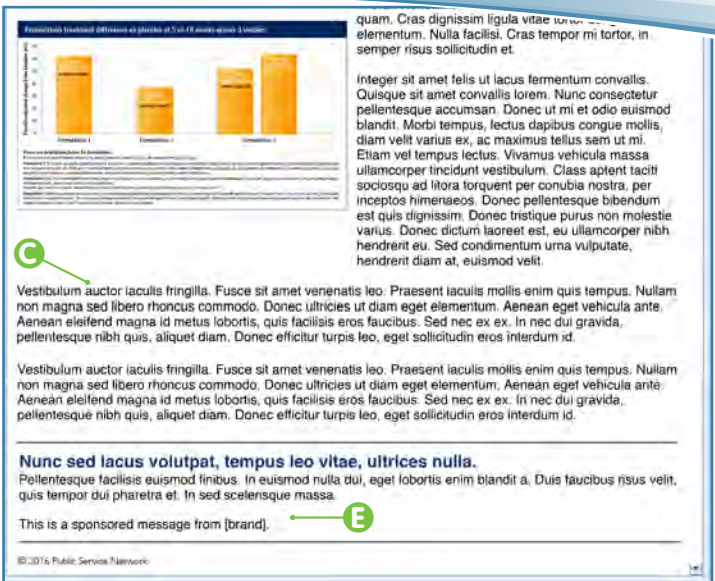 quam. Cras dignissim ligula vitae
elementum. Nulla facilisi. Cras tempor mi tortor, in
semper risus sollicitudin et.
Integer sit amet felis ut lacus fermentum convallis.
Quisque sit amet convallis lorem. Nunc consectetur
pellentesque accumsan. Donec ut mi et odio euismod
blandit. Morbi tempus, lectus dapibus congue mollis,
diam velit varius ex, ac maximus tellus sem ut mi.
Etiam vel tempus lectus. Vivamus vehicula massa
ullamcorper tincidunt vestibulum. Class aptent taciti
sociosqu ad litora torquent per conubia nostra, per
inceptos himenaeos. Donec pellentesque bibendum
est quis dignissim. Donec tristique purus non molestie
varius. Donec dictum laoreet est, eu ullamcorper nibh
hendrerit eu. Sed condimentum urna vulputate,
hendrerit diam at, euismod velit.
C
Vestibulum auctor iaculis fringilla. Fusce sit amet venenatis leo. Praesent iaculis mollis enim quis tempus. Nullam
non magna sed libero rhoncus commodo. Donec ultricies ut diam eget elementum. Aenean eget vehicula ante.
Aenean eleifend magna id metus lobortis, quis facilisis eros faucibus. Sed nec ex ex. In nec dui gravida,
pellentesque nibh quis, aliquet diam. Donec efficitur turpis leo, eget sollicitudin eros interdum id.
Vestibulum auctor iaculis fringilla. Fusce sit amet venenatis leo. Praesent iaculis mollis enim quis tempus. Nullam
non magna sed libero rhoncus commodo. Donec ultricies ut diam eget elementum. Aenean eget vehicula ante.
Aenean eleifend magna id metus lobortis, quis facilisis eros faucibus. Sed nec ex ex. In nec dui gravida,
pellentesque nibh quis, aliquet diam. Donec efficitur turpis leo, eget sollicitudin eros interdum id.
Nunc sed lacus volutpat, tempus leo vitae, ultrices nulla.
Pellentesque facilisis euismod finibus. In euismod nulla dui, eget lobortis enim blandit a. Duis faucibus risus velit,
quis tempor dui pharetra et. In sed scelerisque massa.
This is a sponsored message from [brand].
E
© 2016 Public Service Network